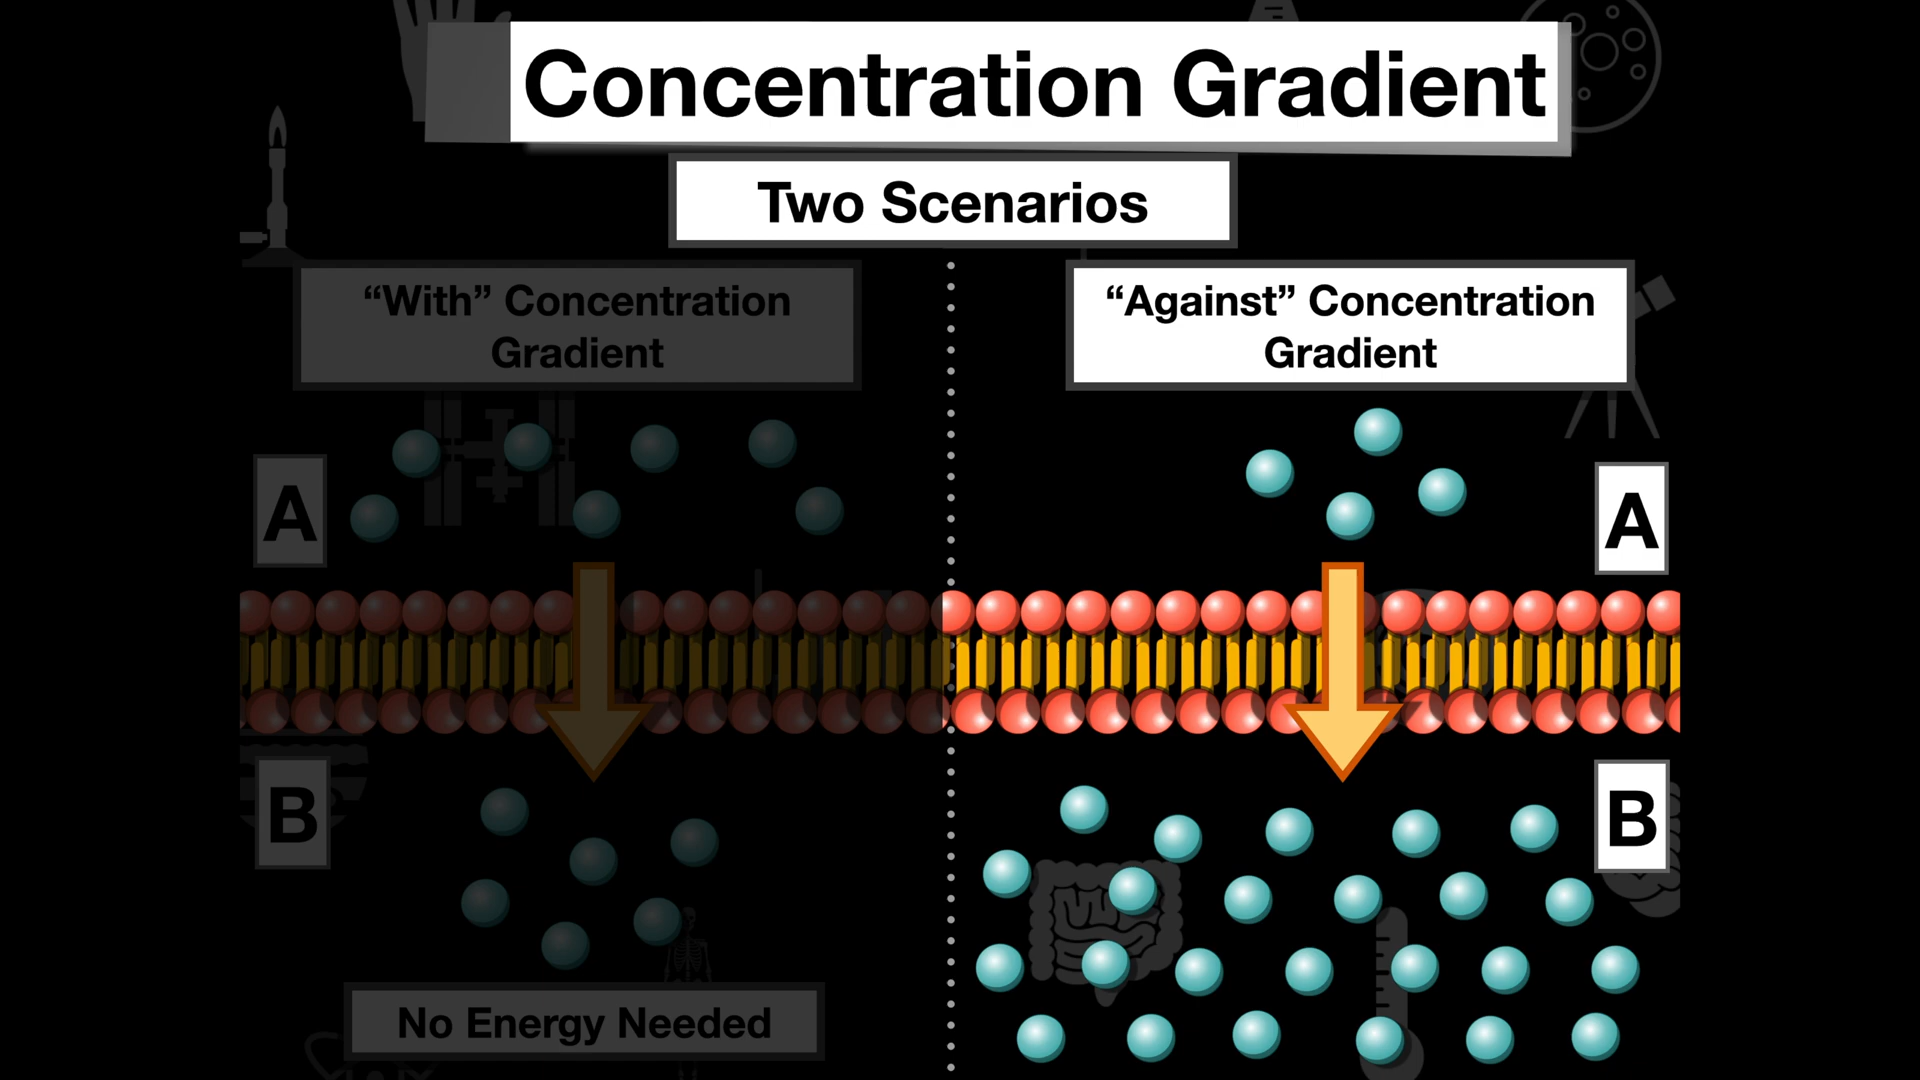 Concentration Gradient
Two Scenarios
“With” Concentration
Gradient
“Against” Concentration
Gradient
A
A
B
B
No Energy Needed